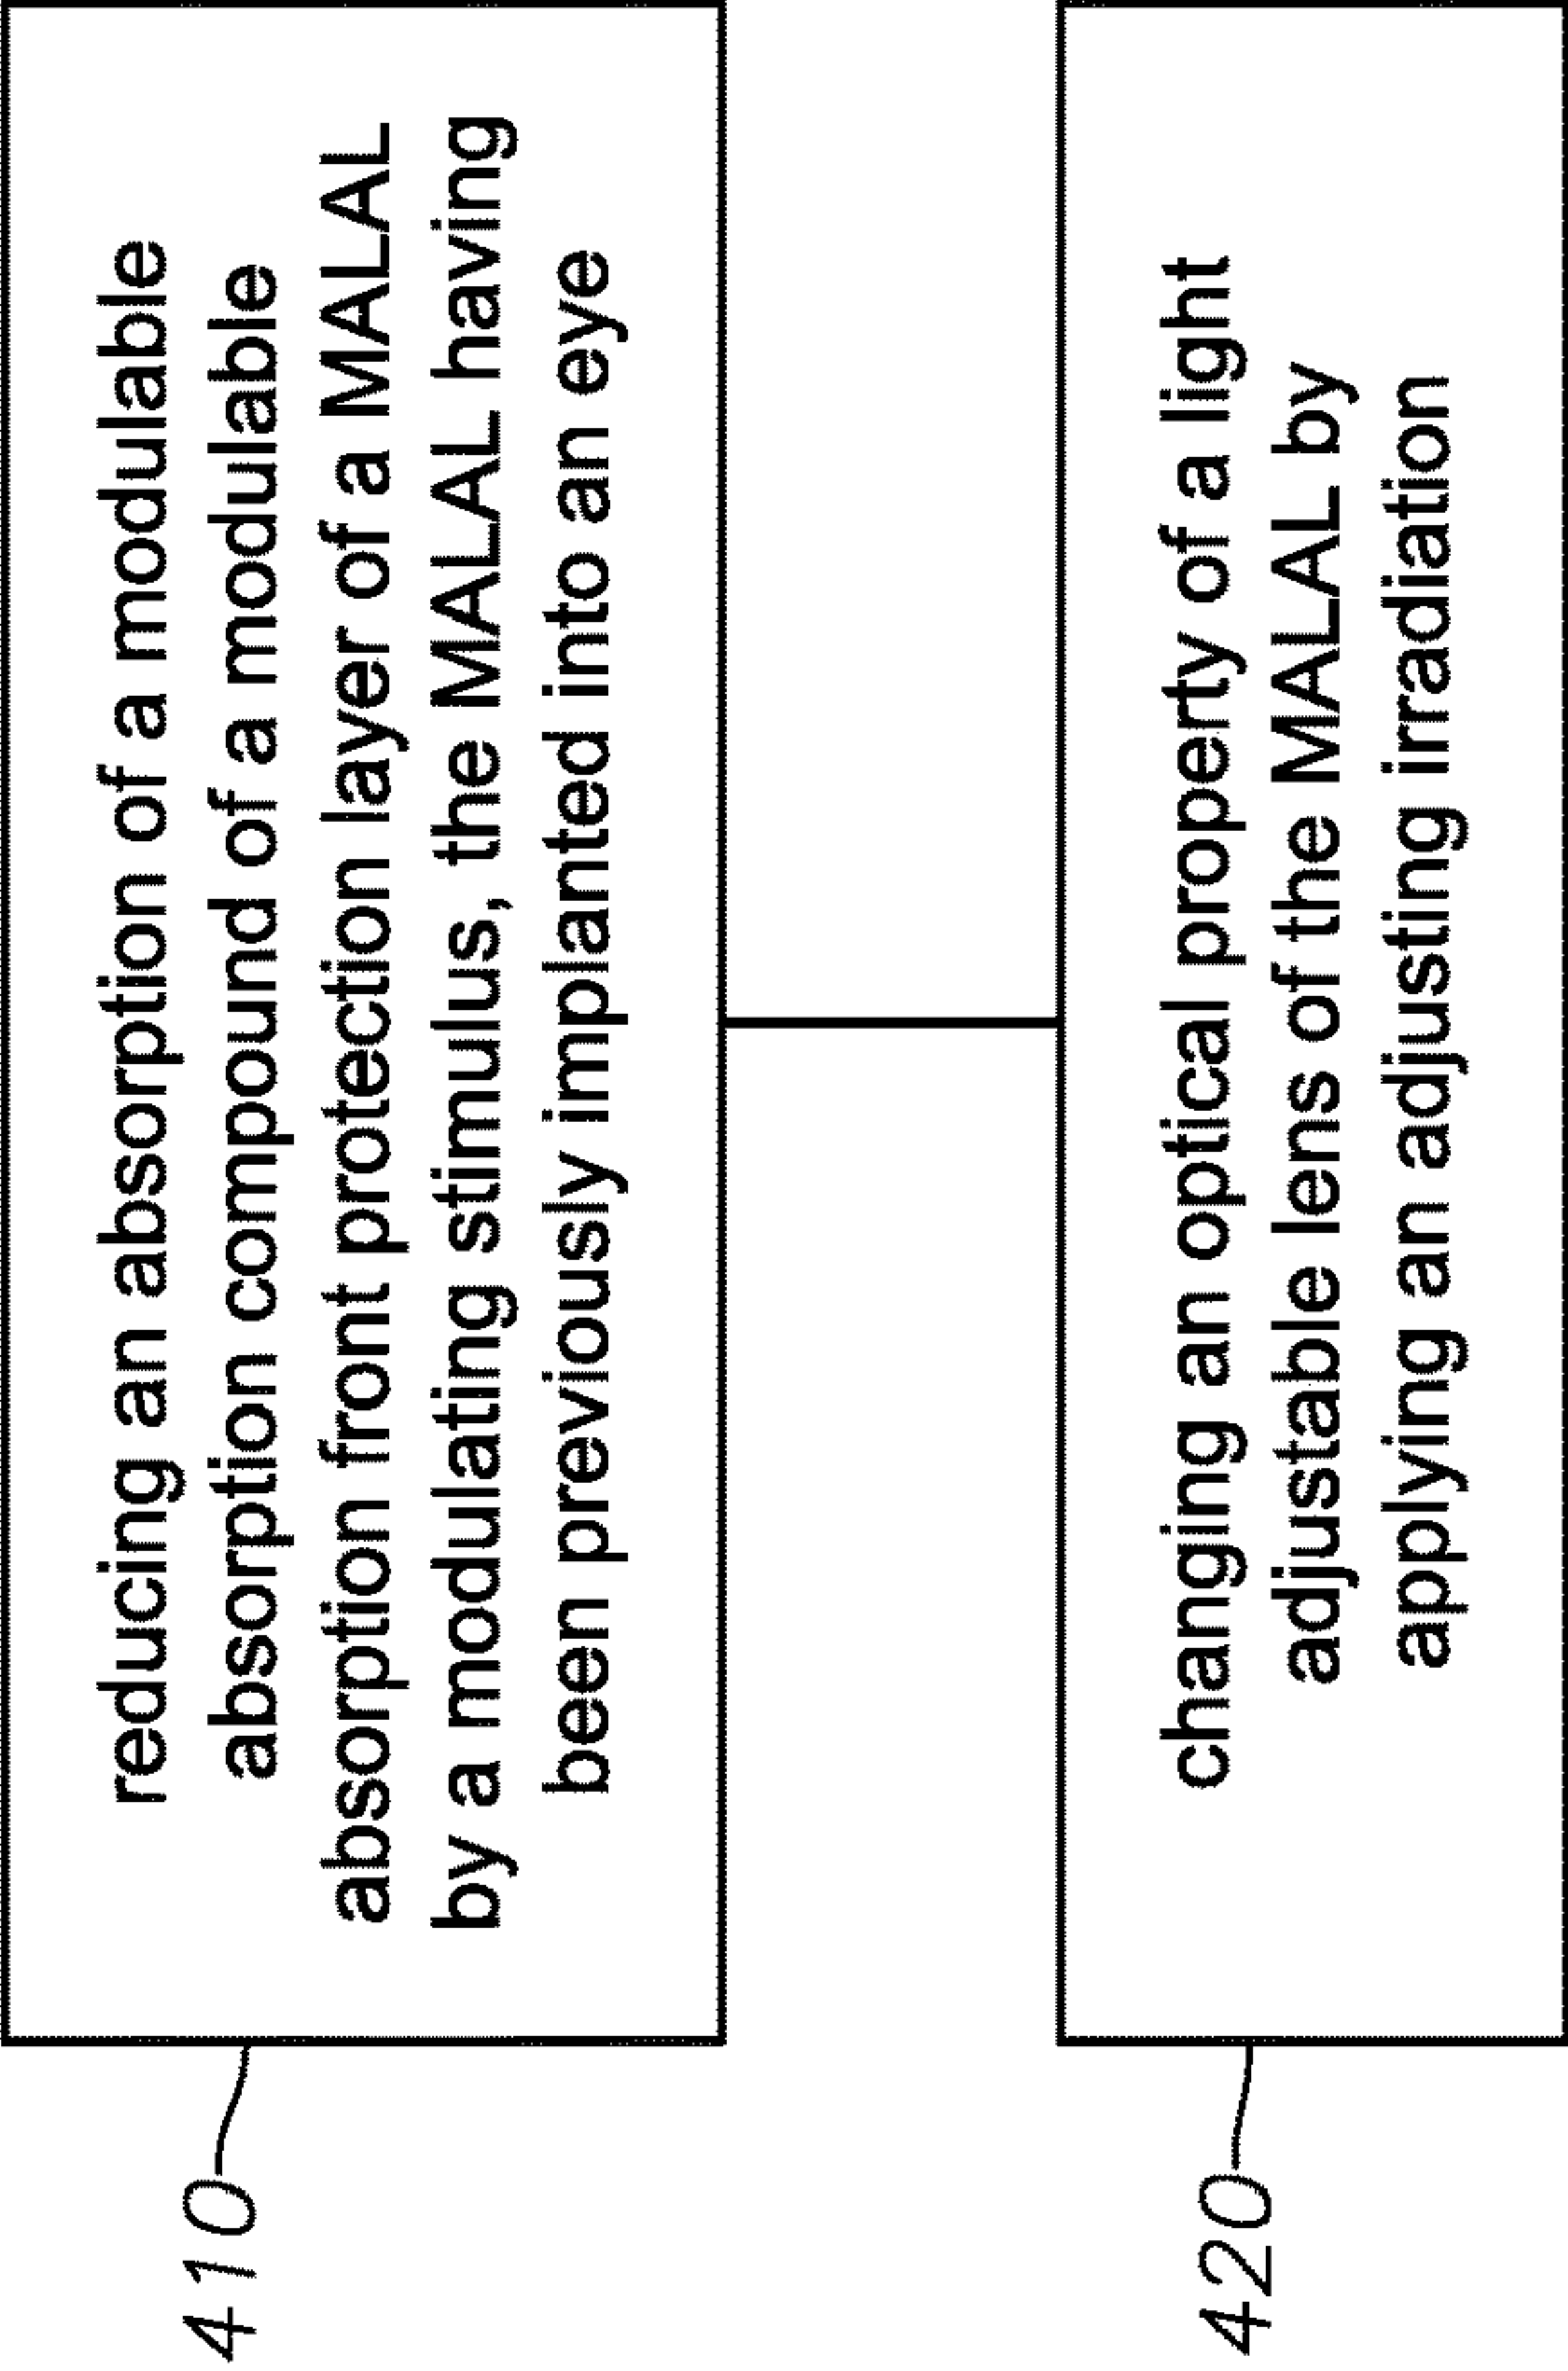 reducing an absorption of a modulable
absorption compound of a modulable
absorption front protection layer of a MALAL
by a modulating stimulus, the MALAL having
been previously implanted into an eye
410
changing an optical property of a light
adjustable lens of the MALAL by
applying an adjusting irradiation
420